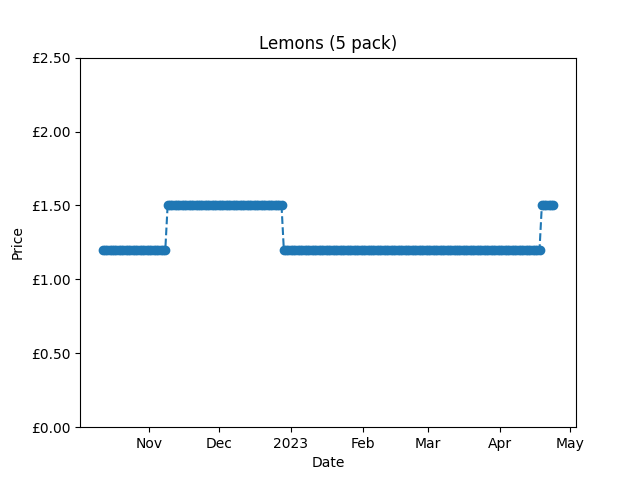 Lemons (5 pack)
£2.50
£2.00
£1.50
£1.00
£0.50
£0.00
Price
Nov Dec 2023 Feb Mar Apr May
Date